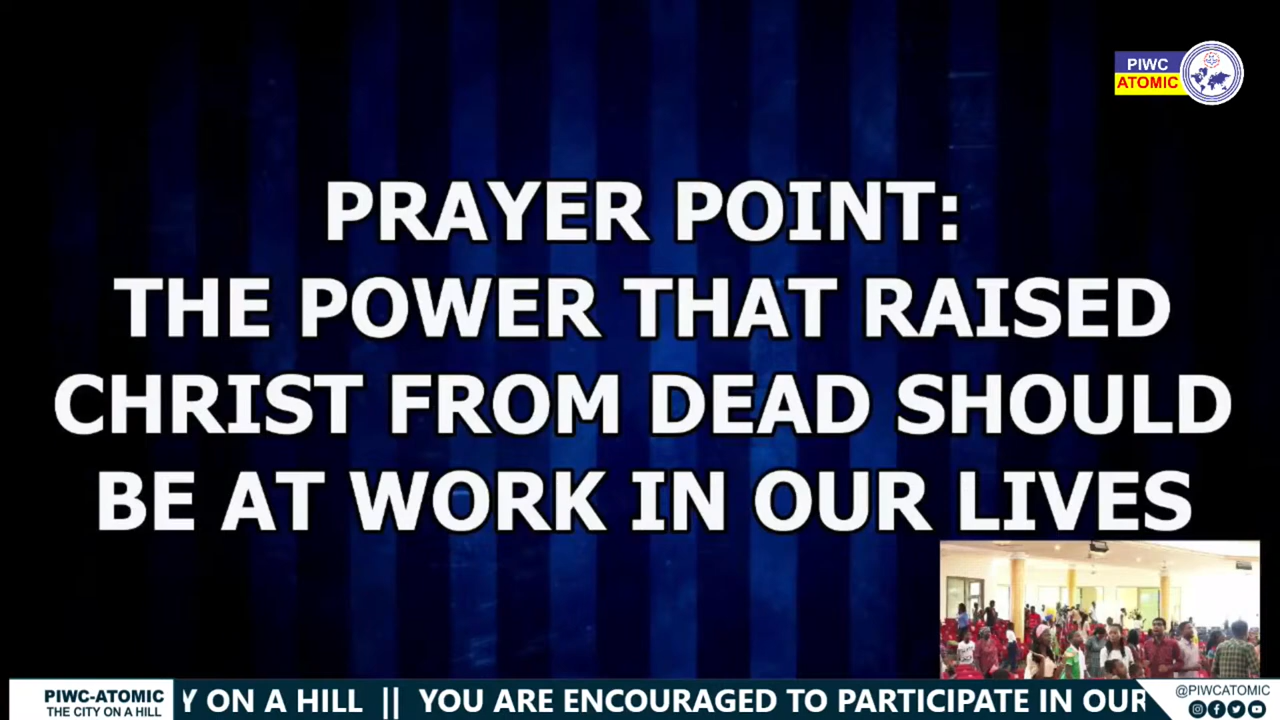 PIWC
ATOMIC
PRAYER POINT:
THE POWER THAT RAISED
CHRIST FROM DEAD SHOULD
BE AT WORK IN OUR LIVES
PIWC-ATOMIC
THE CITY ON A HILL
Y ON A HILL || YOU ARE ENCOURAGED TO PARTICIPATE IN OUR
@PIWCATOMIC